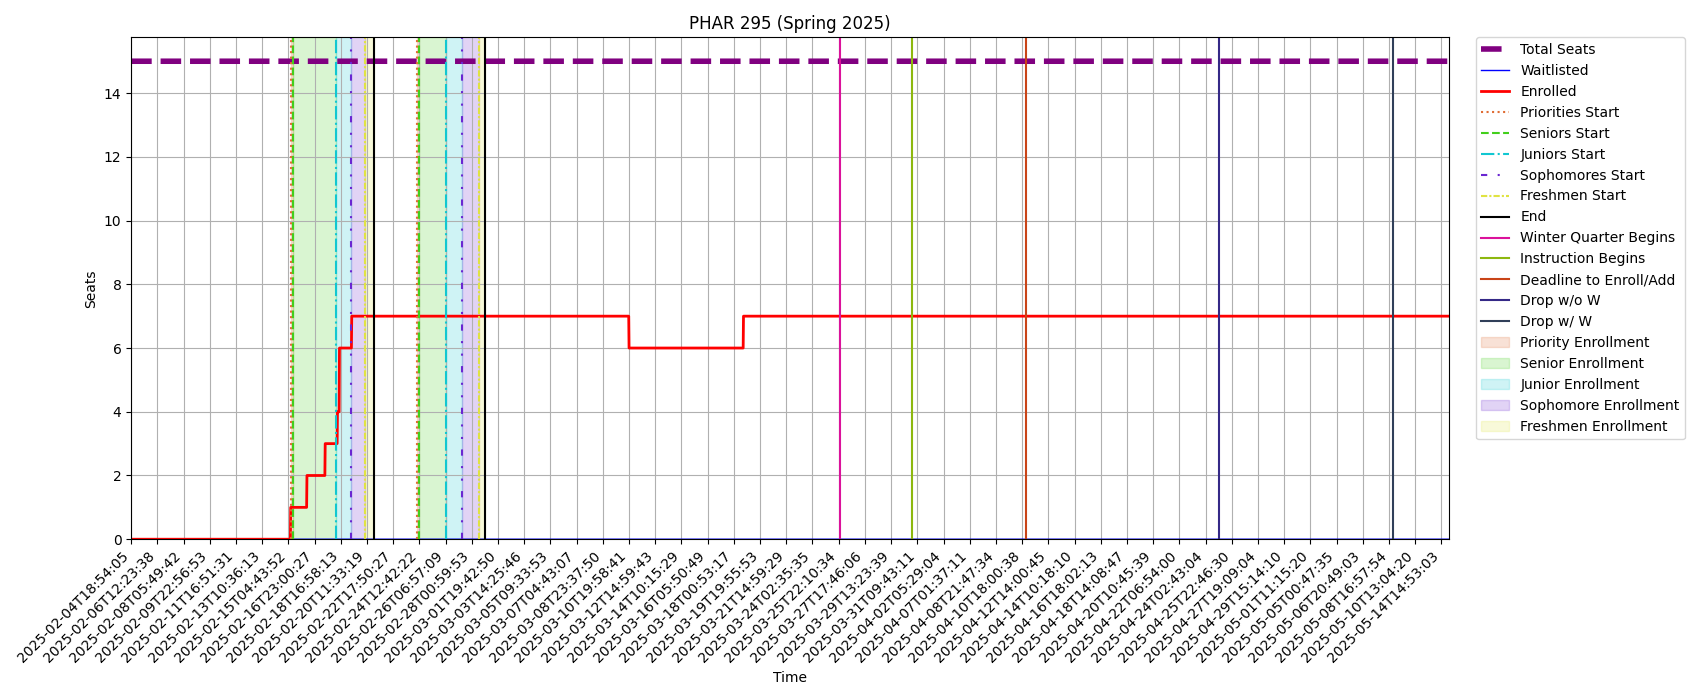 PHAR 295 (Spring 2025)
Seats
14
12
10
8
6
4
2
0
2025-02-04T18:54:05
2025-02-06T12:23:38
2025-02-08T05:49:42
2025-02-09T22:56:53
2025-02-11T16:51:31
2025-02-13T10:36:13
2025-02-15T04:43:52
2025-02-16T23:00:27
2025-02-18T16:58:13
2025-02-20T11:33:19
2025-02-22T17:50:27
2025-02-24T12:42:22
2025-02-26T06:57:09
2025-02-28T00:59:53
2025-03-01T19:42:50
2025-03-03T14:25:46
2025-03-05T09:33:53
2025-03-07T04:43:07
2025-03-08T23:37:50
2025-03-10T19:58:41
2025-03-12T14:59:43
2025-03-14T10:15:29
2025-03-16T05:50:49
2025-03-18T00:53:17
2025-03-19T19:55:53
2025-03-21T14:59:29
2025-03-24T02:35:35
2025-03-25T22:10:34
2025-03-27T17:46:06
2025-03-29T13:23:39
2025-03-31T09:43:11
2025-04-02T05:29:04
2025-04-07T01:37:11
2025-04-08T21:47:34
2025-04-10T18:00:38
2025-04-12T14:00:45
2025-04-14T10:18:10
2025-04-16T18:02:13
2025-04-18T14:08:47
2025-04-20T10:45:39
2025-04-22T06:54:00
2025-04-24T02:43:04
2025-04-25T22:46:30
2025-04-27T19:09:04
2025-04-29T15:14:10
2025-05-01T11:15:20
2025-05-05T00:47:35
2025-05-06T20:49:03
2025-05-08T16:57:54
2025-05-10T13:04:20
2025-05-14T14:53:03
Time
Total Seats
Waitlisted
Enrolled
Priorities Start
Seniors Start
Juniors Start
Sophomores Start
Freshmen Start
End
Winter Quarter Begins
Instruction Begins
Deadline to Enroll/Add
Drop w/o W
Drop w/ W
Priority Enrollment
Senior Enrollment
Junior Enrollment
Sophomore Enrollment
Freshmen Enrollment